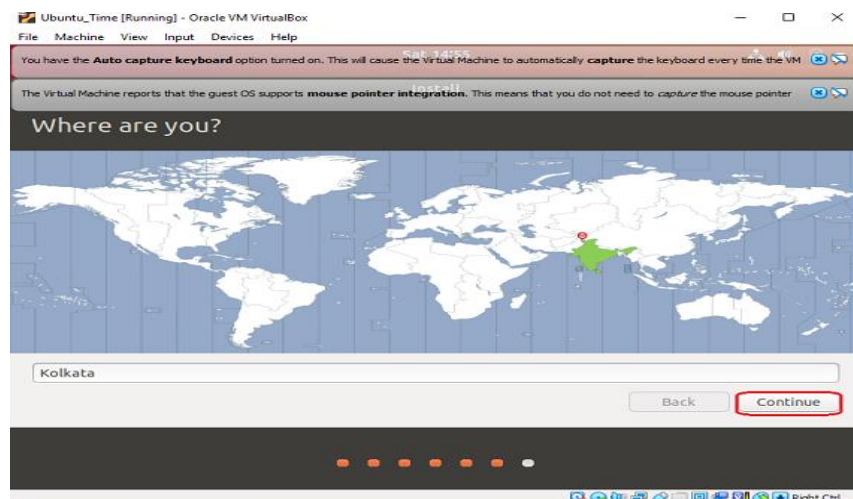 Ubuntu_Time [Running] - Oracle VM VirtualBox
File Machine View Input Devices Help
Sat 14:55
You have the Auto capture keyboard option turned on. This will cause the Virtual Machine to automatically capture the keyboard every time the VM
Install
The Virtual Machine reports that the guest OS supports mouse pointer integration. This means that you do not need to capture the mouse pointer
Where are you?
Kolkata
Back Continue
Right Ctrl